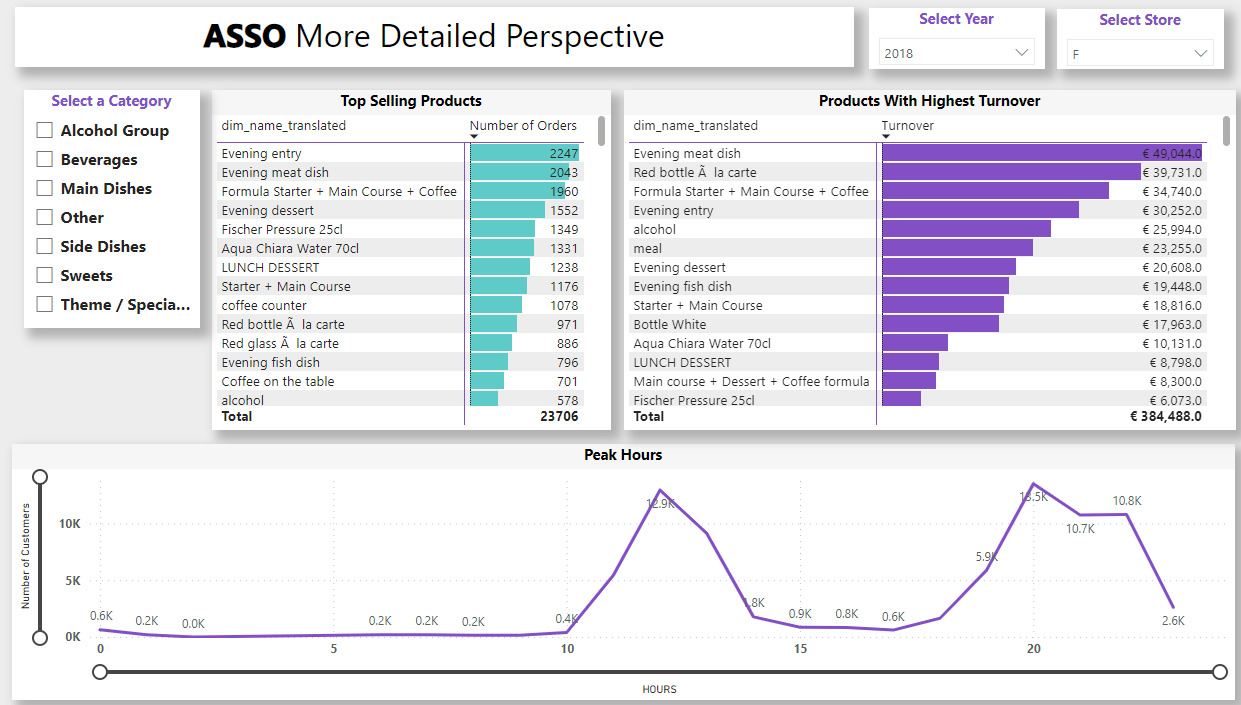 ASSO More Detailed Perspective
Select Year
2018
Select Store
F
Select a Category
Alcohol Group
Beverages
Main Dishes
Other
Side Dishes
Sweets
Theme / Specia...
Top Selling Products
dim_name_translated Number of Orders
Evening entry 2247
Evening meat dish 2043
Formula Starter + Main Course + Coffee 1960
Evening dessert 1552
Fischer Pressure 25cl 1349
Aqua Chiara Water 70cl 1331
LUNCH DESSERT 1238
Starter + Main Course 1176
coffee counter 1078
Red bottle Ã la carte 971
Red glass Ã la carte 886
Evening fish dish 796
Coffee on the table 701
alcohol 578
Total 23706
Products With Highest Turnover
dim_name_translated Turnover
Evening meat dish € 49,044.0
Red bottle Ã la carte € 39,731.0
Formula Starter + Main Course + Coffee € 34,740.0
Evening entry € 30,252.0
alcohol € 25,994.0
meal € 23,255.0
Evening dessert € 20,608.0
Evening fish dish € 19,448.0
Starter + Main Course € 18,816.0
Bottle White € 17,963.0
Aqua Chiara Water 70cl € 10,131.0
LUNCH DESSERT € 8,798.0
Main course + Dessert + Coffee formula € 8,300.0
Fischer Pressure 25cl € 6,073.0
Total € 384,488.0
Peak Hours
Number of Customers
10K
5K
0K
0.6K 0.2K 0.0K 0.2K 0.2K 0.2K 0.4K 12.9K 1.8K 0.9K 0.8K 0.6K 5.9K 13.5K 10.7K 10.8K 2.6K
0 5 10 15 20
HOURS